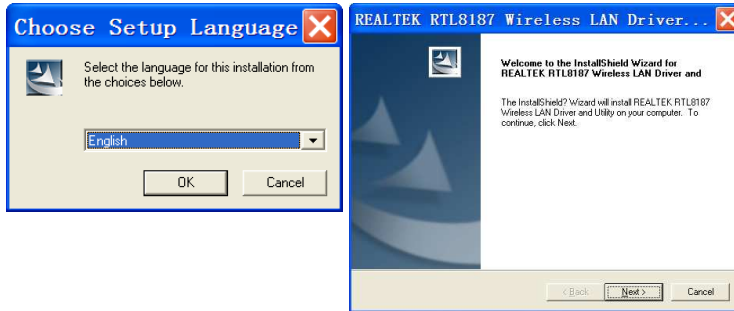 Choose Setup Language
Select the language for this installation from
the choices below.
English
OK
Cancel
REALTEK RTL8187 Wireless LAN Driver...
Welcome to the InstallShield Wizard for
REALTEK RTL8187 Wireless LAN Driver and
The InstallShield? Wizard will install REALTEK RTL8187
Wireless LAN Driver and Utility on your computer. To
continue, click Next.
< Back
Next >
Cancel